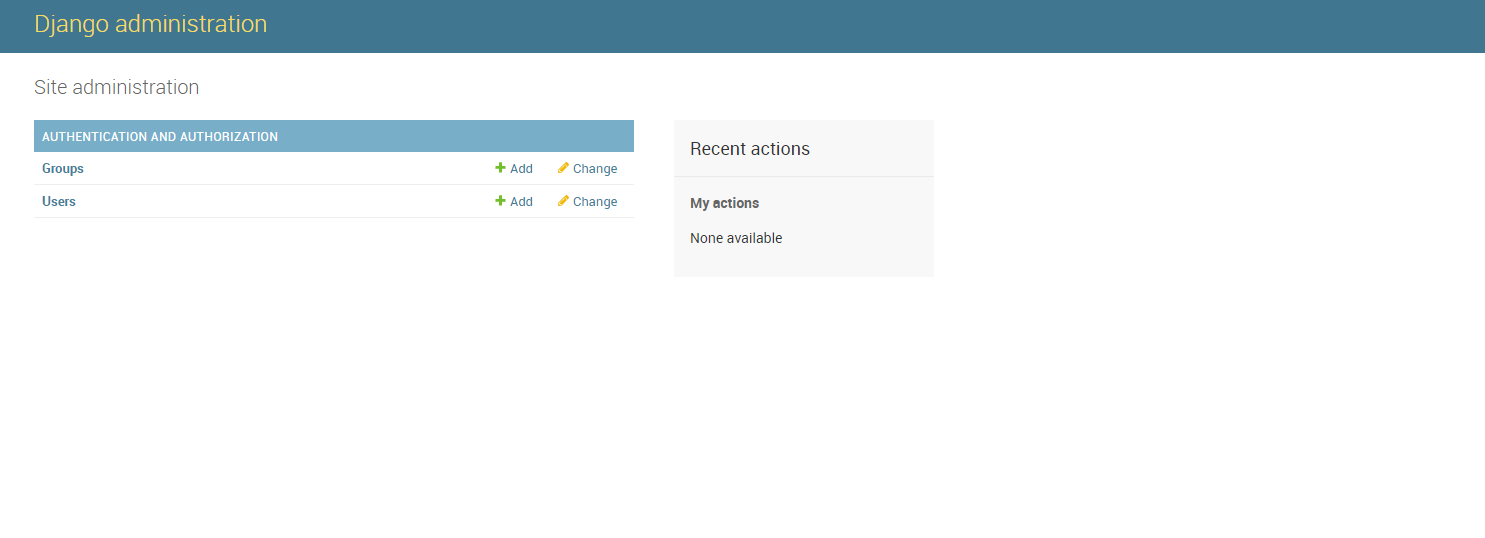 Django administration
Site administration
AUTHENTICATION AND AUTHORIZATION
Groups Add Change
Users Add Change
Recent actions
My actions
None available